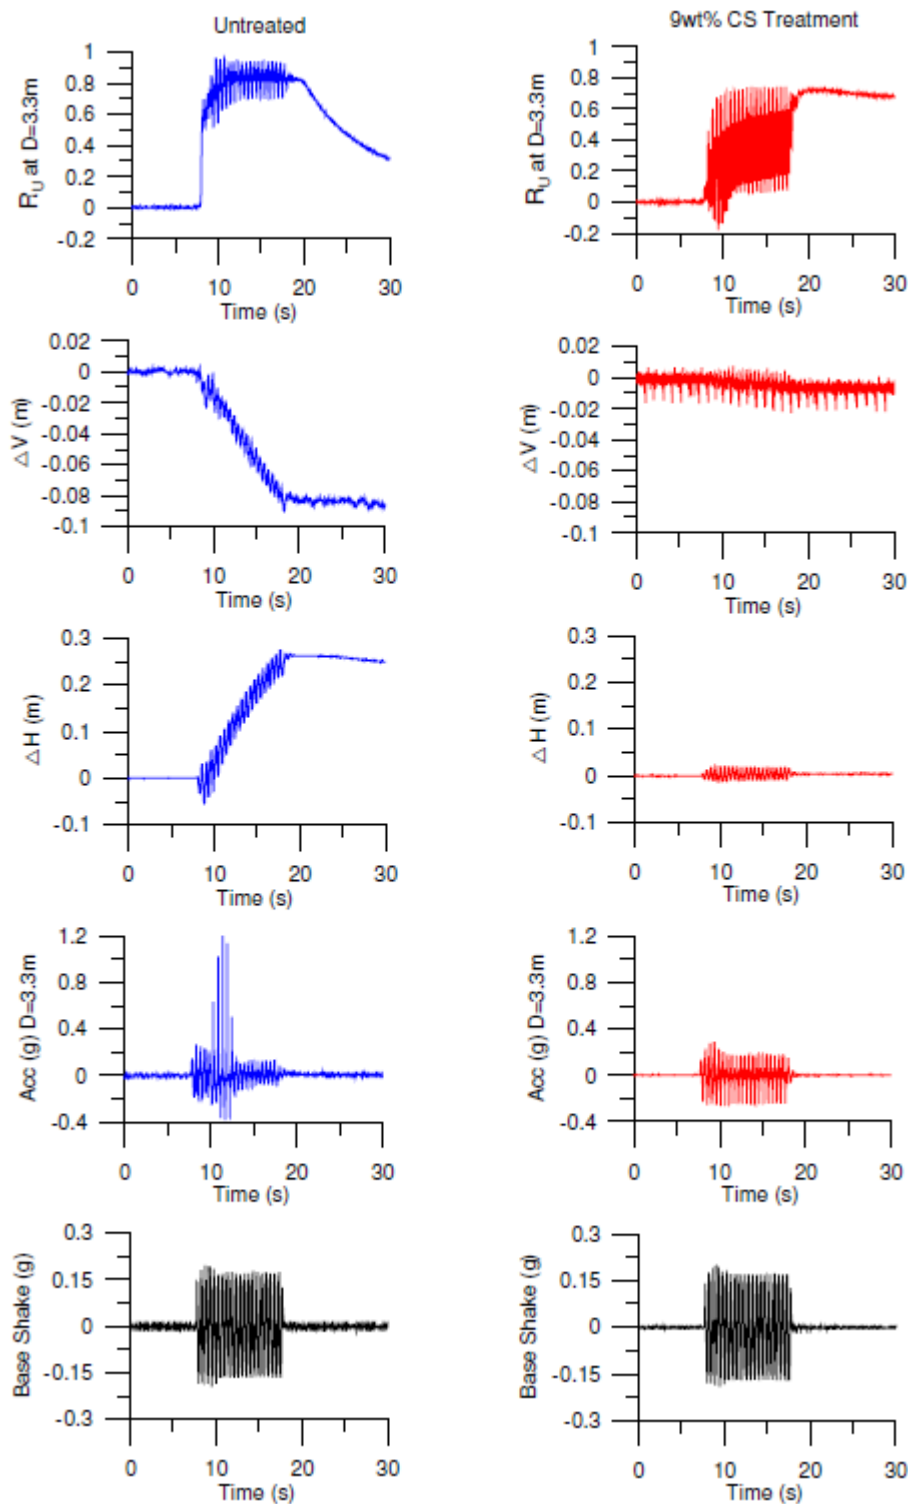 Untreated
9wt% CS Treatment
R_U at D=3.3m
1
0.8
0.6
0.4
0.2
0
-0.2
0 10 20 30
Time (s)
R_U at D=3.3m
1
0.8
0.6
0.4
0.2
0
-0.2
0 10 20 30
Time (s)
△V (m)
0.02
0
-0.02
-0.04
-0.06
-0.08
-0.1
0 10 20 30
Time (s)
△V (m)
0.02
0
-0.02
-0.04
-0.06
-0.08
-0.1
0 10 20 30
Time (s)
△H (m)
0.3
0.2
0.1
0
-0.1
0 10 20 30
Time (s)
△H (m)
0.3
0.2
0.1
0
-0.1
0 10 20 30
Time (s)
Acc (g) D=3.3m
1.2
0.8
0.4
0
-0.4
0 10 20 30
Time (s)
Acc (g) D=3.3m
1.2
0.8
0.4
0
-0.4
0 10 20 30
Time (s)
Base Shake (g)
0.3
0.15
0
-0.15
-0.3
0 10 20 30
Time (s)
Base Shake (g)
0.3
0.15
0
-0.15
-0.3
0 10 20 30
Time (s)